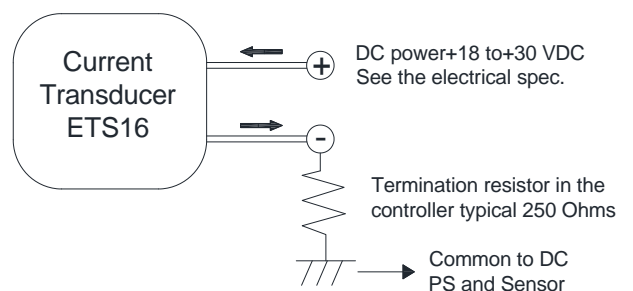 Current
Transducer
ETS16
+
DC power+18 to+30 VDC
See the electrical spec.
-
Termination resistor in the
controller typical 250 Ohms
Common to DC
PS and Sensor